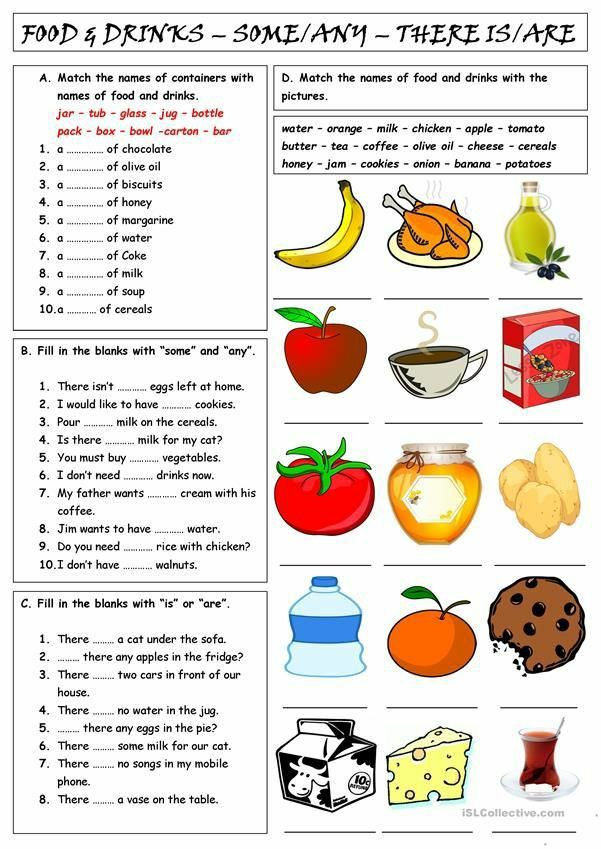 FOOD & DRINKS – SOME/ANY – THERE IS/ARE
A. Match the names of containers with
names of food and drinks.
jar – tub – glass – jug – bottle
pack – box – bowl -carton – bar
1. a …………… of chocolate
2. a …………… of olive oil
3. a …………… of biscuits
4. a …………… of honey
5. a …………… of margarine
6. a …………… of water
7. a …………… of Coke
8. a …………… of milk
9. a …………… of soup
10.a ………… of cereals
B. Fill in the blanks with “some” and “any”.
1. There isn’t ………… eggs left at home.
2. I would like to have ………… cookies.
3. Pour ………… milk on the cereals.
4. Is there ………… milk for my cat?
5. You must buy ………… vegetables.
6. I don’t need ………… drinks now.
7. My father wants ………… cream with his
coffee.
8. Jim wants to have ………… water.
9. Do you need ………… rice with chicken?
10.I don’t have ………… walnuts.
C. Fill in the blanks with “is” or “are”.
1. There ……… a cat under the sofa.
2. ……… there any apples in the fridge?
3. There ……… two cars in front of our
house.
4. There ……… no water in the jug.
5. ……… there any eggs in the pie?
6. There ……… some milk for our cat.
7. There ……… no songs in my mobile
phone.
8. There ……… a vase on the table.
D. Match the names of food and drinks with the
pictures.
water – orange – milk – chicken – apple – tomato
butter – tea – coffee – olive oil – cheese – cereals
honey – jam – cookies – onion – banana – potatoes
10¢
REFUND
iSLCollective.com